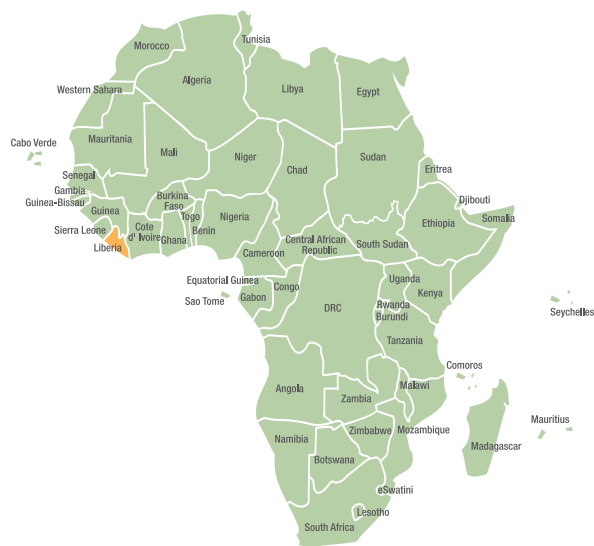 Tunisia
Morocco
Algeria
Libya
Egypt
Western Sahara
Mauritania
Cabo Verde
Mali
Niger
Chad
Sudan
Eritrea
Senegal
Gambia
Guinea-Bissau
Guinea
Burkina
Faso
Togo
Benin
Nigeria
Djibouti
Somalia
Ethiopia
Sierra Leone
Liberia
Cote
d' Ivoire
Ghana
Cameroon
Central African
Republic
South Sudan
Equatorial Guinea
Sao Tome
Gabon
Congo
DRC
Uganda
Kenya
Rwanda
Burundi
Tanzania
Seychelles
Comoros
Angola
Zambia
Malawi
Mozambique
Mauritius
Madagascar
Namibia
Zimbabwe
Botswana
eSwatini
Lesotho
South Africa